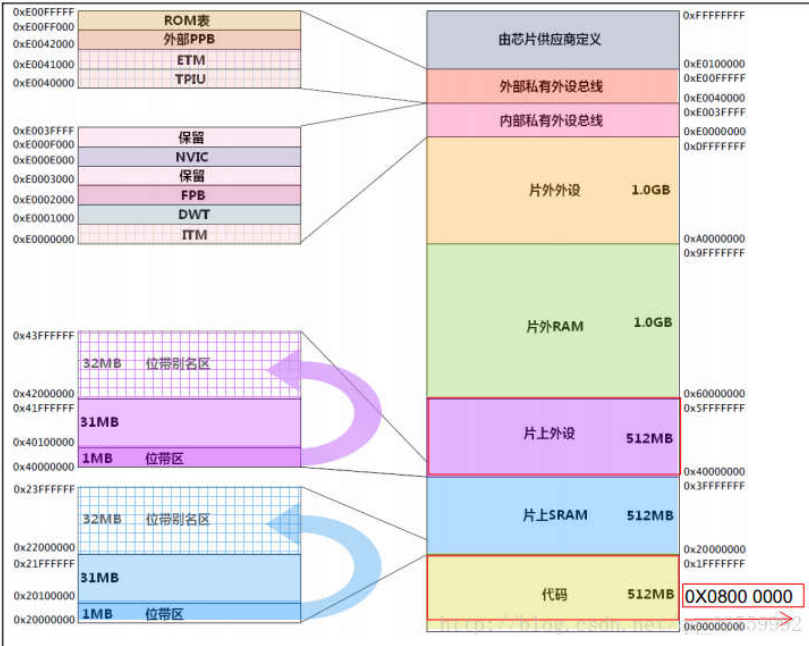 0xE00FFFFF
ROM表
0xE00FF000
外部PPB
0xE0042000
ETM
0xE0041000
TPIU
0xE0040000
0xE003FFFF
保留
0xE000F000
NVIC
0xE000E000
保留
0xE0003000
FPB
0xE0002000
DWT
0xE0001000
ITM
0xE0000000
0x43FFFFFF
32MB 位带别名区
0x42000000
0x41FFFFFF
31MB
0x40100000
1MB 位带区
0x40000000
0x23FFFFFF
32MB 位带别名区
0x22000000
0x21FFFFFF
31MB
0x20100000
1MB 位带区
0x20000000
0xFFFFFFFF
由芯片供应商定义
0xE0100000
0xE00FFFFF
外部私有外设总线
0xE0040000
0xE003FFFF
内部私有外设总线
0xE0000000
0xDFFFFFFF
片外外设 1.0GB
0xA0000000
0x9FFFFFFF
片外RAM 1.0GB
0x60000000
0x5FFFFFFF
片上外设 512MB
0x40000000
0x3FFFFFFF
片上SRAM 512MB
0x20000000
0x1FFFFFFF
代码 512MB
0X0800 0000
0x00000000